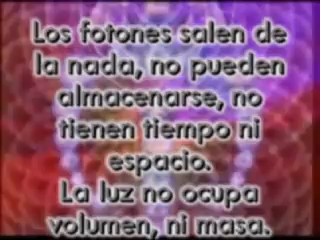 Los fotones salen de
la nada, no pueden
almacenarse, no
tienen tiempo ni
espacio.
La luz no ocupa
volumen, ni masa.